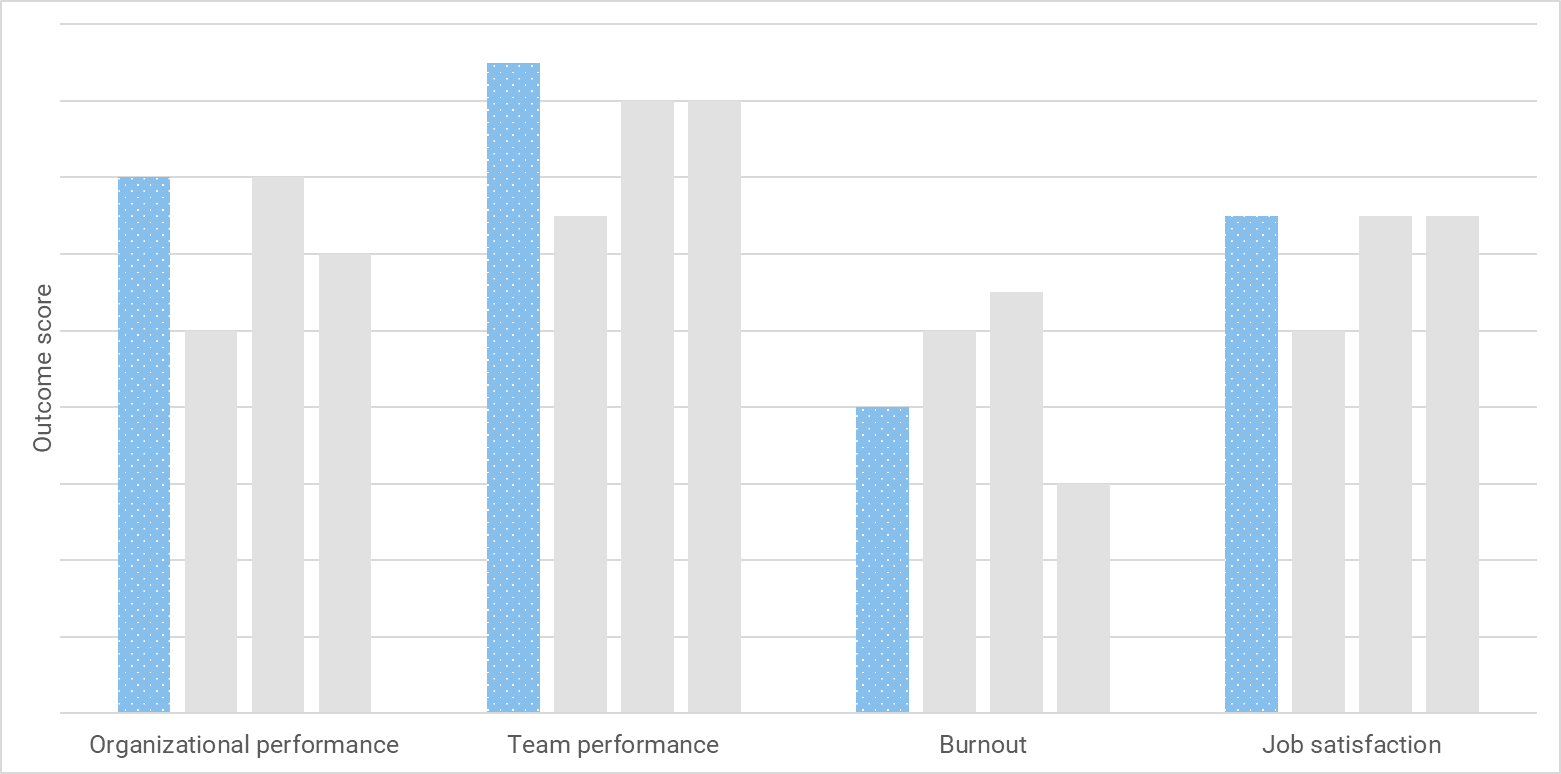 Outcome score
Organizational performance
Team performance
Burnout
Job satisfaction